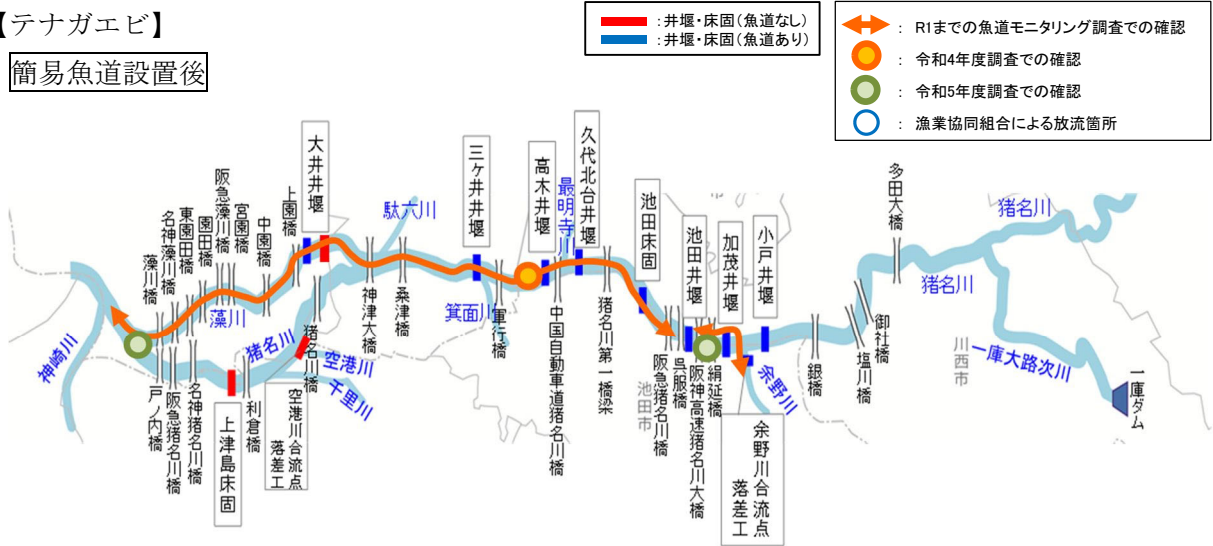 【テナガエビ】
簡易魚道設置後
：井堰・床固（魚道なし）
：井堰・床固（魚道あり）
： R1までの魚道モニタリング調査での確認
： 令和4年度調査での確認
： 令和5年度調査での確認
： 漁業協同組合による放流箇所
神崎川
藻川橋
名神藻川橋
東園田橋
園田橋
阪急藻川橋
宮園橋
中園橋
上園橋
大井井堰
藻川
猪名川
戸ノ内橋
阪急猪名川橋
名神猪名川橋
上津島床固
利倉橋
空港川合流点
落差工
猪名川橋
空港川
千里川
神津大橋
桑津橋
駄六川
三ヶ井井堰
箕面川
軍行橋
高木井堰
最明寺川
中国自動車道猪名川橋
久代北台井堰
猪名川第一橋梁
池田床固
池田市
阪急猪名川橋
呉服橋
池田井堰
阪神高速猪名川大橋
絹延橋
加茂井堰
小戸井堰
余野川
余野川合流点
落差工
市
銀橋
塩川橋
御社橋
多田大橋
猪名川
猪名川
川西市
一庫大路次川
一庫ダム